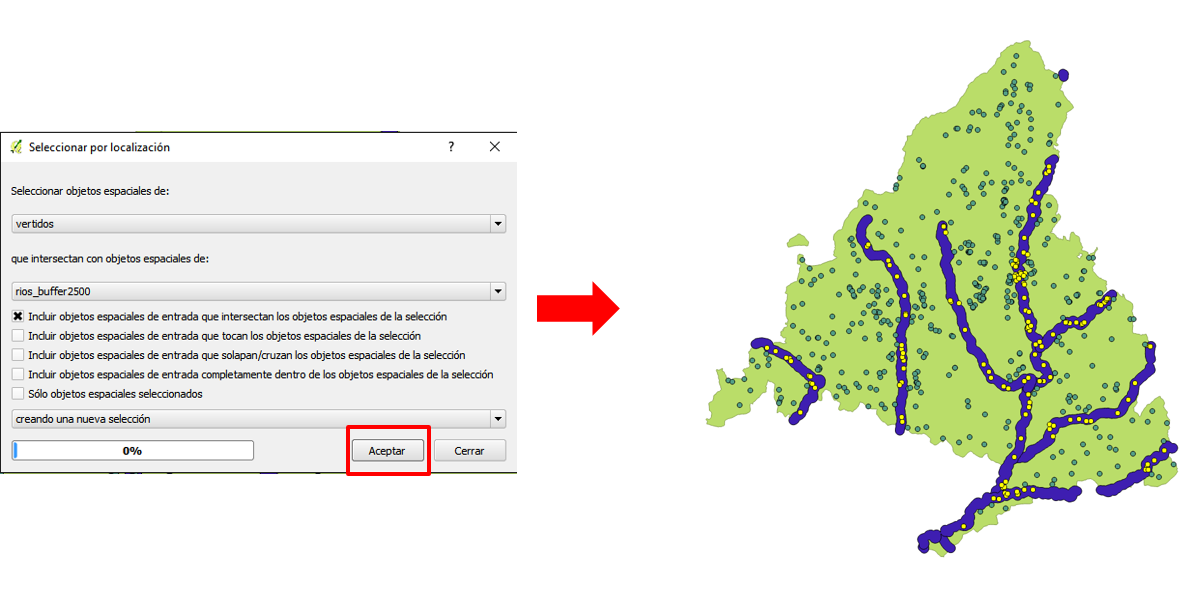 Seleccionar por localización
?
Seleccionar objetos espaciales de:
vertidos
que intersectan con objetos espaciales de:
rios_buffer2500
Incluir objetos espaciales de entrada que intersectan los objetos espaciales de la selección
Incluir objetos espaciales de entrada que tocan los objetos espaciales de la selección
Incluir objetos espaciales de entrada que solapan/cruzan los objetos espaciales de la selección
Incluir objetos espaciales de entrada completamente dentro de los objetos espaciales de la selección
Sólo objetos espaciales seleccionados
creando una nueva selección
0%
Aceptar
Cerrar